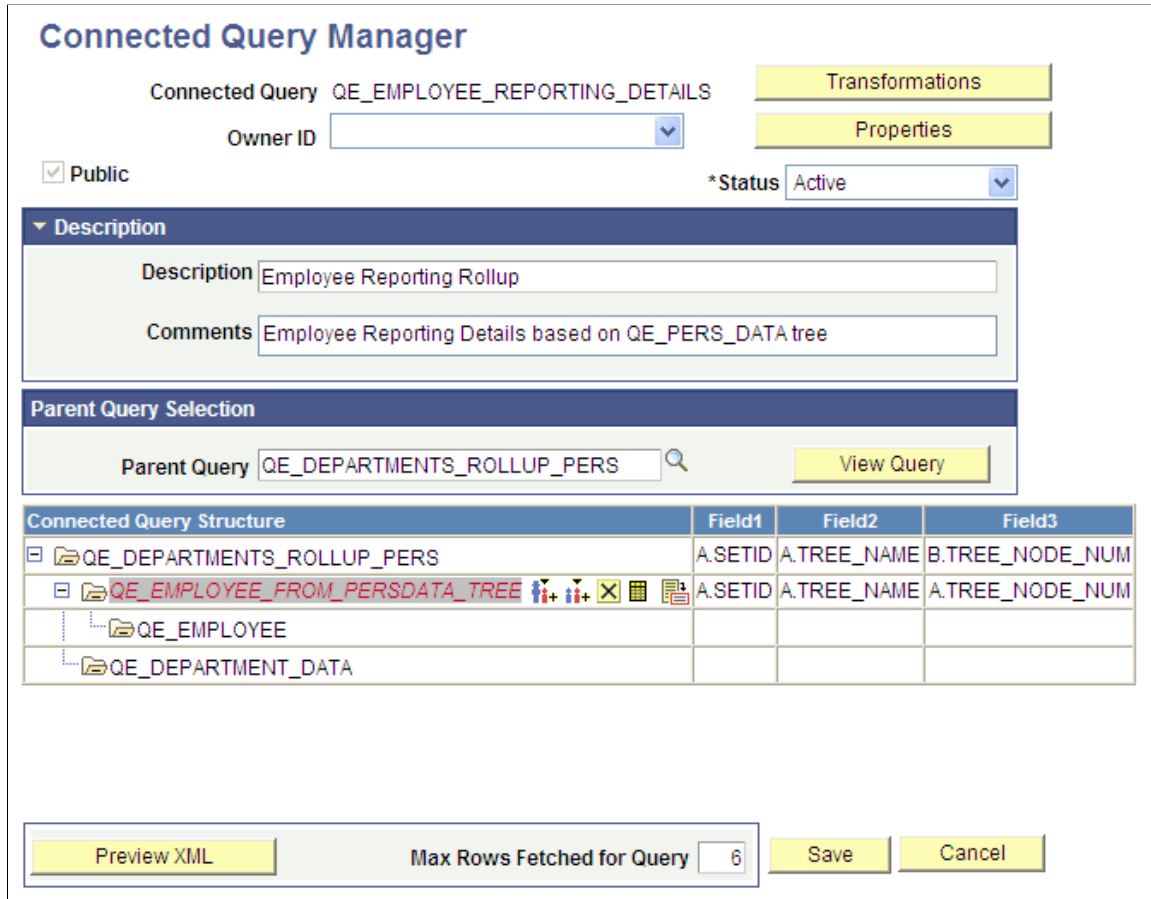 Connected Query Manager
Connected Query QE_EMPLOYEE_REPORTING_DETAILS Transformations
Owner ID Properties
Public *Status Active
Description
Description Employee Reporting Rollup
Comments Employee Reporting Details based on QE_PERS_DATA tree
Parent Query Selection
Parent Query QE_DEPARTMENTS_ROLLUP_PERS View Query
Connected Query Structure Field1 Field2 Field3
QE_DEPARTMENTS_ROLLUP_PERS A.SETID A.TREE_NAME B.TREE_NODE_NUM
QE_EMPLOYEE_FROM_PERSDATA_TREE A.SETID A.TREE_NAME A.TREE_NODE_NUM
QE_EMPLOYEE
QE_DEPARTMENT_DATA
Preview XML Max Rows Fetched for Query 6 Save Cancel